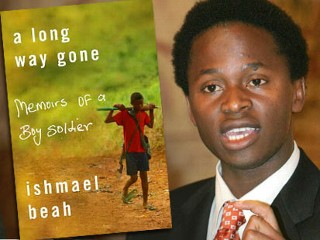 a long
way gone
Memoirs of a
Boy Soldier
ishmael
beah